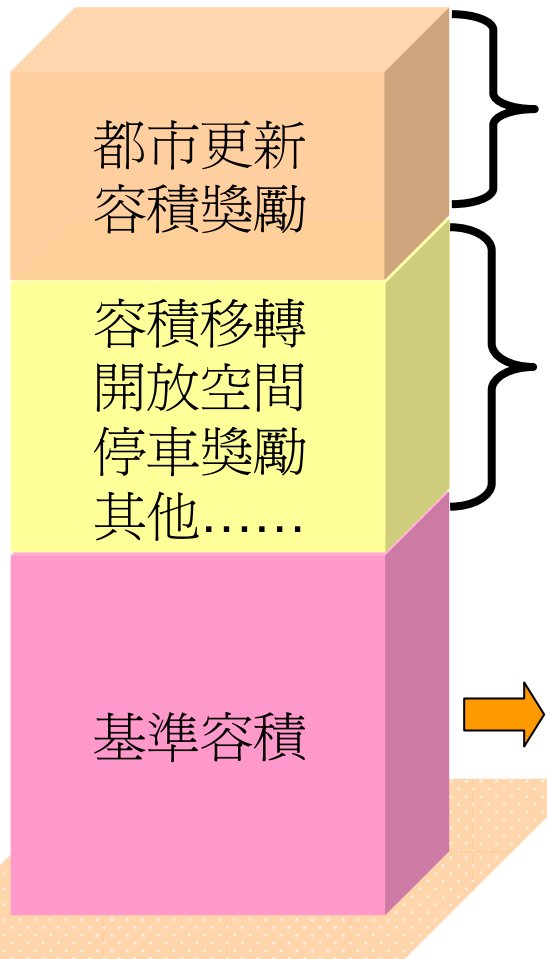 都市更新
容積獎勵
容積移轉
開放空間
停車獎勵
其他……
基準容積